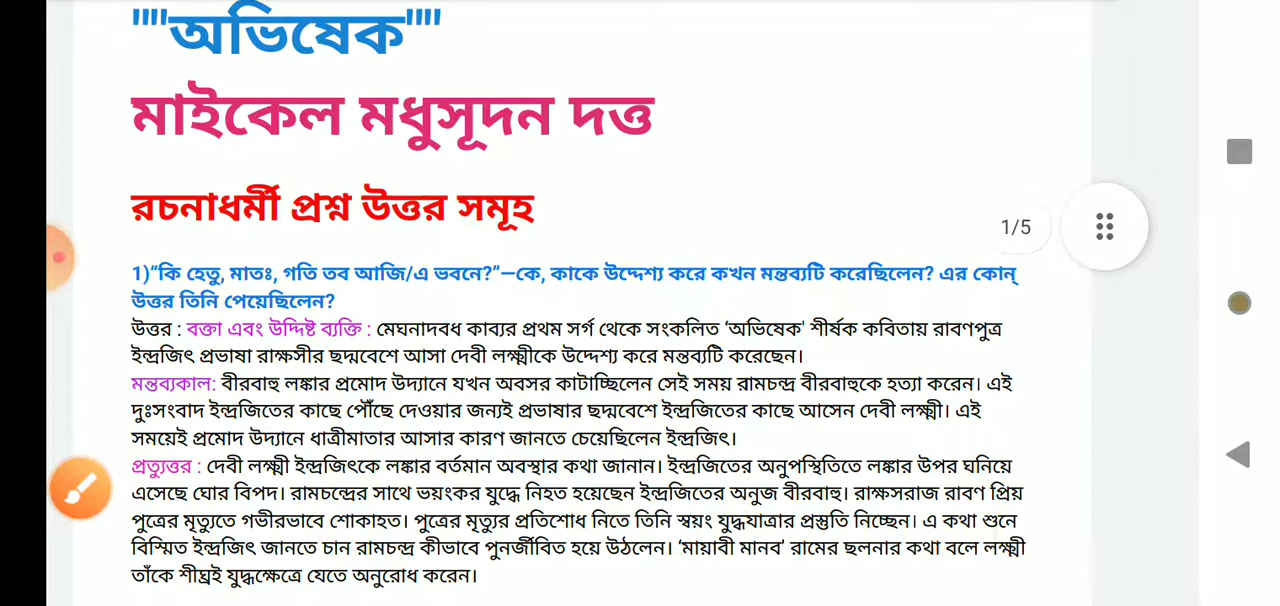 ""অভিষেক""
মাইকেল মধুসূদন দত্ত
রচনাধর্মী প্রশ্ন উত্তর সমূহ
1/5
1)“কি হেতু, মাতঃ, গতি তব আজি/এ ভবনে?”—কে, কাকে উদ্দেশ্য করে কখন মন্তব্যটি করেছিলেন? এর কোন্
উত্তর তিনি পেয়েছিলেন?
উত্তর : বক্তা এবং উদ্দিষ্ট ব্যক্তি : মেঘনাদবধ কাব্যর প্রথম সর্গ থেকে সংকলিত ‘অভিষেক' শীর্ষক কবিতায় রাবণপুত্র
ইন্দ্রজিৎ প্রভাষা রাক্ষসীর ছদ্মবেশে আসা দেবী লক্ষ্মীকে উদ্দেশ্য করে মন্তব্যটি করেছেন।
মন্তব্যকাল: বীরবাহু লঙ্কার প্রমোদ উদ্যানে যখন অবসর কাটাচ্ছিলেন সেই সময় রামচন্দ্র বীরবাহুকে হত্যা করেন। এই
দুঃসংবাদ ইন্দ্রজিতের কাছে পৌঁছে দেওয়ার জন্যই প্রভাষার ছদ্মবেশে ইন্দ্রজিতের কাছে আসেন দেবী লক্ষ্মী। এই
সময়েই প্রমোদ উদ্যানে ধাত্রীমাতার আসার কারণ জানতে চেয়েছিলেন ইন্দ্রজিৎ।
প্রত্যুত্তর : দেবী লক্ষ্মী ইন্দ্রজিৎকে লঙ্কার বর্তমান অবস্থার কথা জানান। ইন্দ্রজিতের অনুপস্থিতিতে লঙ্কার উপর ঘনিয়ে
এসেছে ঘোর বিপদ। রামচন্দ্রের সাথে ভয়ংকর যুদ্ধে নিহত হয়েছেন ইন্দ্রজিতের অনুজ বীরবাহু। রাক্ষসরাজ রাবণ প্রিয়
পুত্রের মৃত্যুতে গভীরভাবে শোকাহত। পুত্রের মৃত্যুর প্রতিশোধ নিতে তিনি স্বয়ং যুদ্ধযাত্রার প্রস্তুতি নিচ্ছেন। এ কথা শুনে
বিস্মিত ইন্দ্রজিৎ জানতে চান রামচন্দ্র কীভাবে পুনর্জীবিত হয়ে উঠলেন। ‘মায়াবী মানব’ রামের ছলনার কথা বলে লক্ষ্মী
তাঁকে শীঘ্রই যুদ্ধক্ষেত্রে যেতে অনুরোধ করেন।